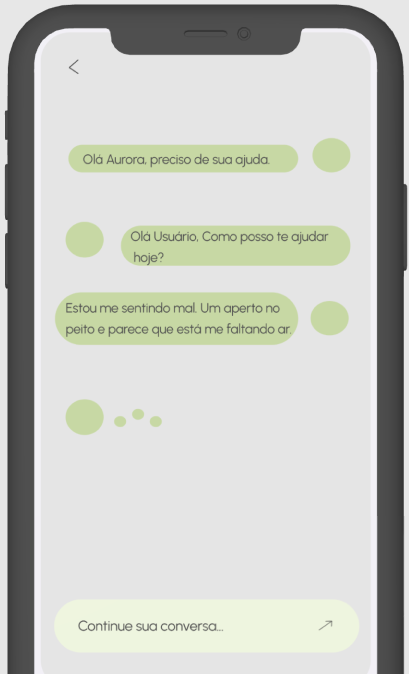 Olá Aurora, preciso de sua ajuda.
Olá Usuário, Como posso te ajudar
hoje?
Estou me sentindo mal. Um aperto no
peito e parece que está me faltando ar.
Continue sua conversa...